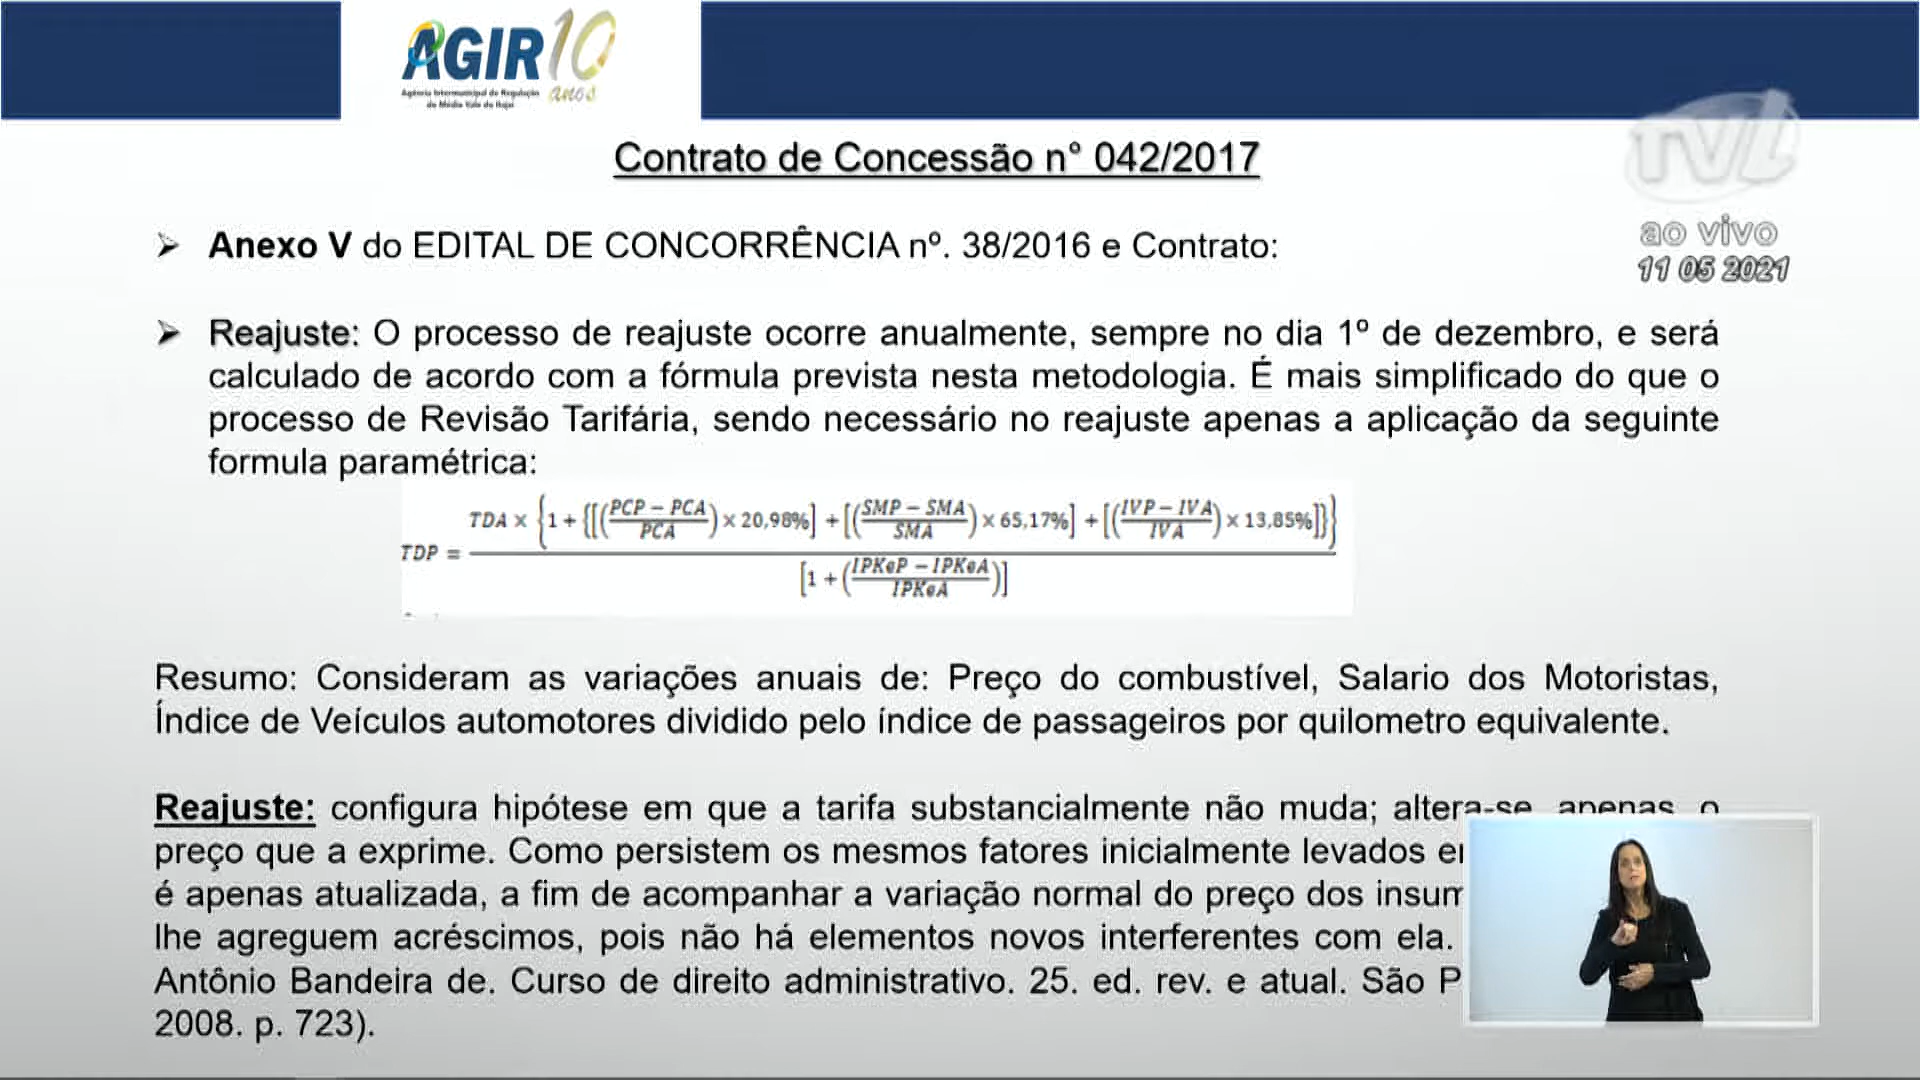 AGIR 10
anos
Agência Intermunicipal de Regulação
do Médio Vale do Itajaí
TVL
ao vivo
11 05 2021
Contrato de Concessão n° 042/2017
➢ Anexo V do EDITAL DE CONCORRÊNCIA nº. 38/2016 e Contrato:
➢ Reajuste: O processo de reajuste ocorre anualmente, sempre no dia 1º de dezembro, e será
calculado de acordo com a fórmula prevista nesta metodologia. É mais simplificado do que o
processo de Revisão Tarifária, sendo necessário no reajuste apenas a aplicação da seguinte
formula paramétrica:
TDP = TDA × {1 + {[(PCP − PCA / PCA) × 20,98%] + [(SMP − SMA / SMA) × 65,17%] + [(IVP − IVA / IVA) × 13,85%]}}
[1 + (IPKeP − IPKeA / IPKeA)]
Resumo: Consideram as variações anuais de: Preço do combustível, Salario dos Motoristas,
Índice de Veículos automotores dividido pelo índice de passageiros por quilometro equivalente.
Reajuste: configura hipótese em que a tarifa substancialmente não muda; altera-se, apenas, o
preço que a exprime. Como persistem os mesmos fatores inicialmente levados
é apenas atualizada, a fim de acompanhar a variação normal do preço dos
lhe agreguem acréscimos, pois não há elementos novos interferentes com ela.
Antônio Bandeira de. Curso de direito administrativo. 25. ed. rev. e atual. São
2008. p. 723).